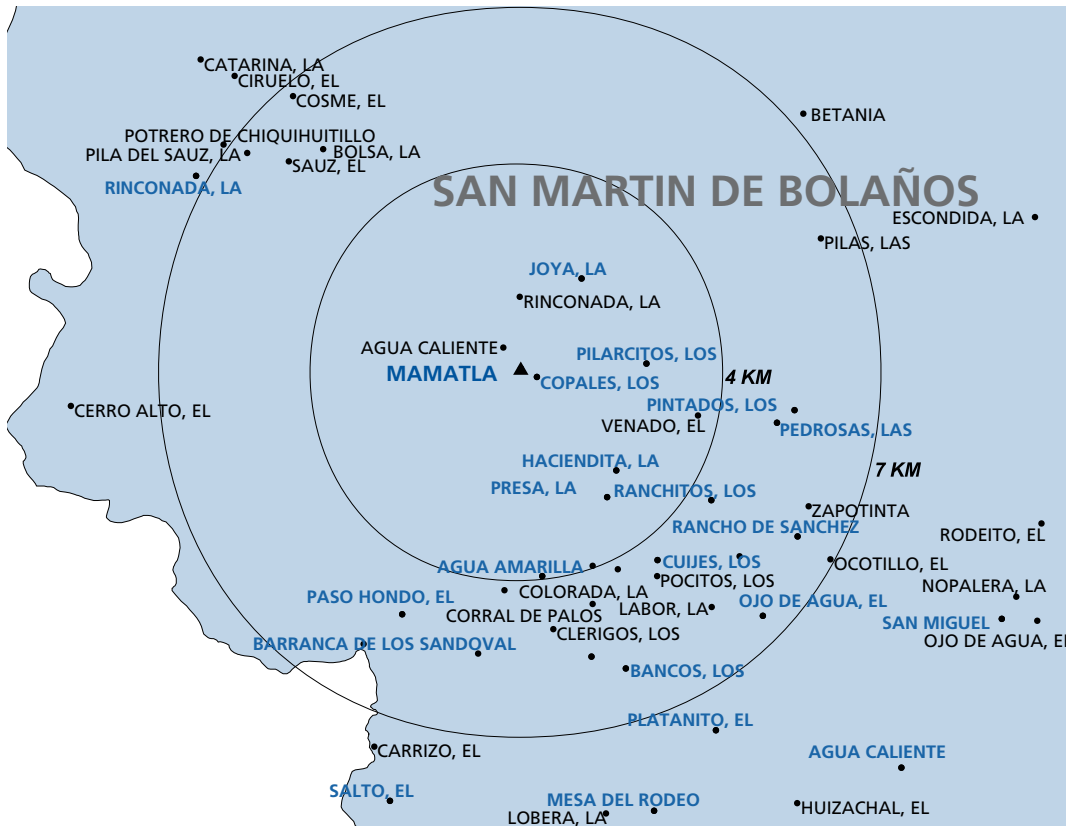 CATARINA, LA
CIRUELO, EL
COSME, EL
BETANIA
POTRERO DE CHIQUIHUITILLO
BOLSA, LA
PILA DEL SAUZ, LA
SAUZ, EL
RINCONADA, LA
SAN MARTIN DE BOLAÑOS
ESCONDIDA, LA
PILAS, LAS
JOYA, LA
RINCONADA, LA
AGUA CALIENTE
PILARCITOS, LOS
MAMATLA
COPALES, LOS
4 KM
CERRO ALTO, EL
PINTADOS, LOS
VENADO, EL
PEDROSAS, LAS
HACIENDITA, LA
7 KM
PRESA, LA
RANCHITOS, LOS
ZAPOTINTA
RANCHO DE SANCHEZ
RODEITO, EL
AGUA AMARILLA
CUIJES, LOS
OCOTILLO, EL
POCITOS, LOS
NOPALERA, LA
COLORADA, LA
PASO HONDO, EL
CORRAL DE PALOS
LABOR, LA
OJO DE AGUA, EL
SAN MIGUEL
CLERIGOS, LOS
OJO DE AGUA, EL
BARRANCA DE LOS SANDOVAL
BANCOS, LOS
PLATANITO, EL
CARRIZO, EL
AGUA CALIENTE
SALTO, EL
MESA DEL RODEO
HUIZACHAL, EL
LOBERA, LA